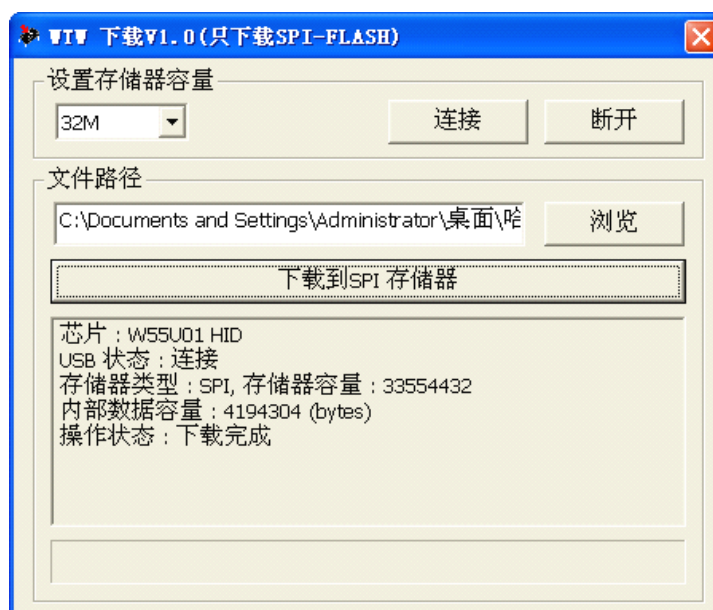 WTW 下载V1.0(只下载SPI-FLASH)
设置存储器容量
32M
连接
断开
文件路径
C:\Documents and Settings\Administrator\桌面\哈
浏览
下载到SPI 存储器
芯片：W55U01 HID
USB 状态：连接
存储器类型：SPI, 存储器容量：33554432
内部数据容量：4194304 (bytes)
操作状态：下载完成